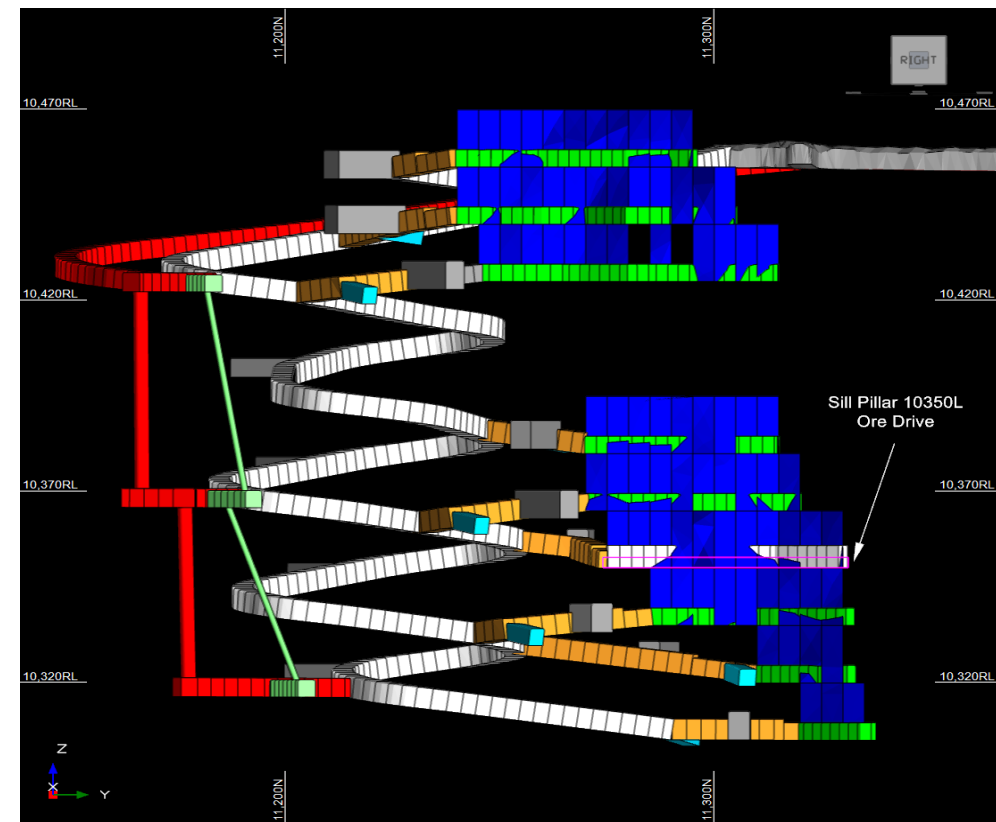 11,200N
11,300N
RIGHT
10,470RL
10,470RL
10,420RL
10,420RL
Sill Pillar 10350L
Ore Drive
10,370RL
10,370RL
10,320RL
10,320RL
Z
X
Y
11,200N
11,300N